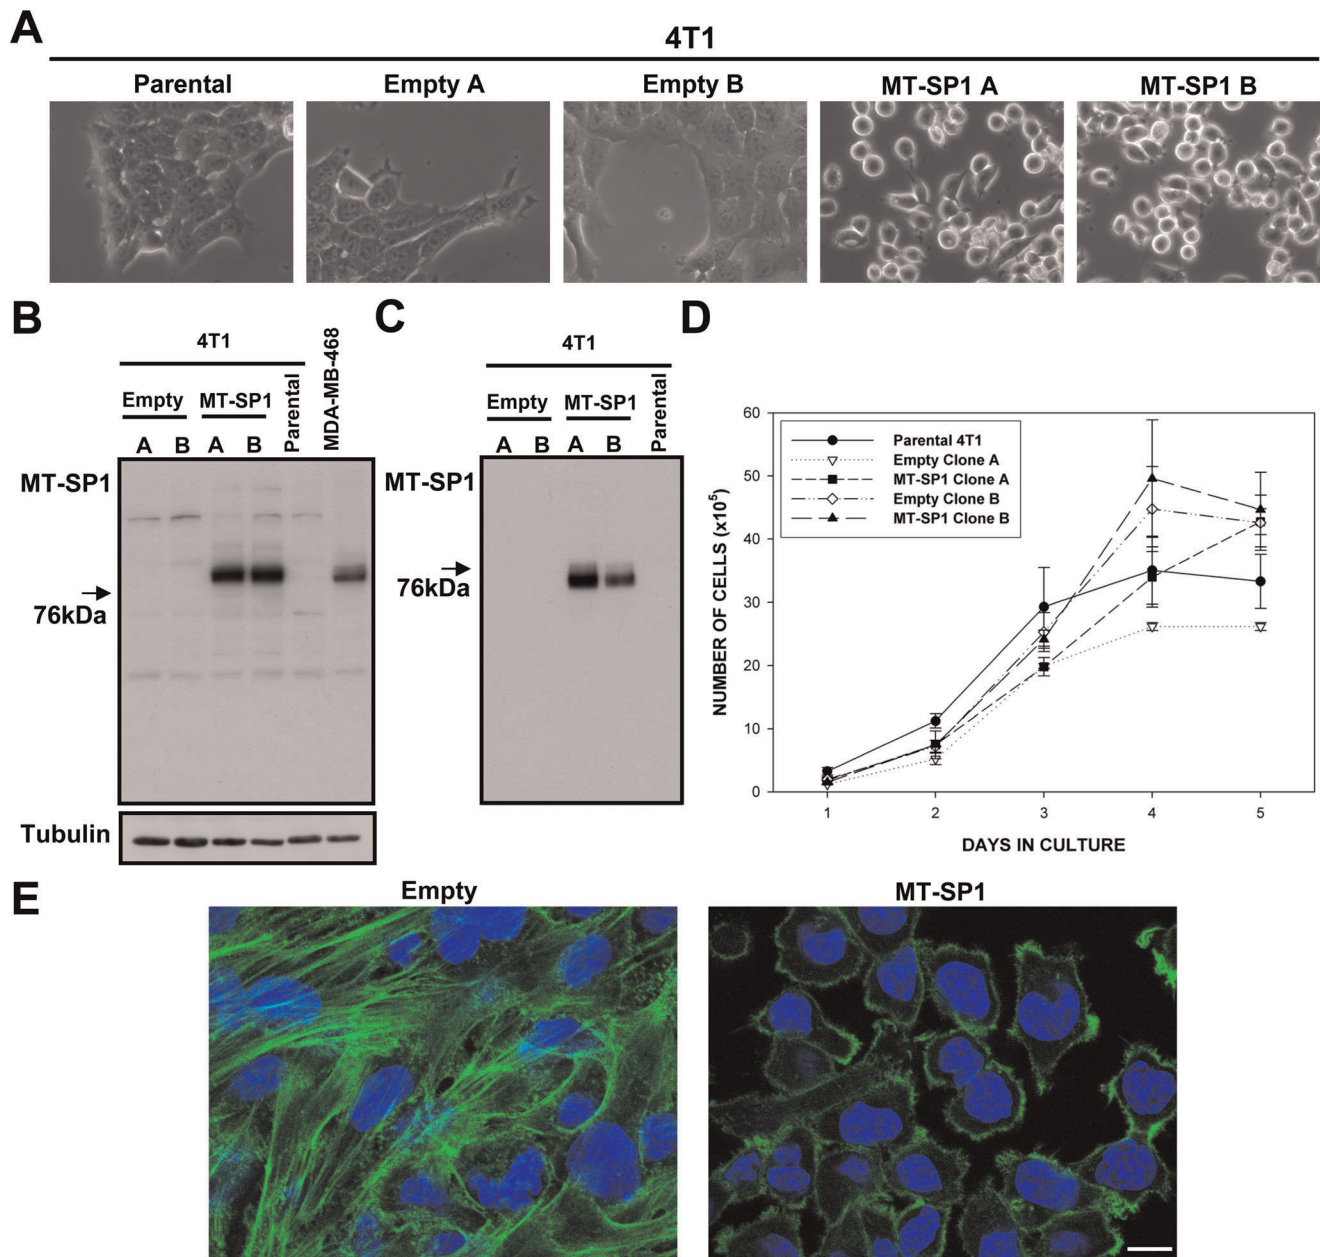 A
4T1
Parental
Empty A
Empty B
MT-SP1 A
MT-SP1 B
B
4T1
Empty
MT-SP1
Parental
MDA-MB-468
A B A B
MT-SP1
76kDa
Tubulin
C
4T1
Empty
MT-SP1
Parental
A B A B
MT-SP1
76kDa
D
NUMBER OF CELLS (x10⁵)
60
50
40
30
20
10
0
Parental 4T1
Empty Clone A
MT-SP1 Clone A
Empty Clone B
MT-SP1 Clone B
1 2 3 4 5
DAYS IN CULTURE
E
Empty
MT-SP1